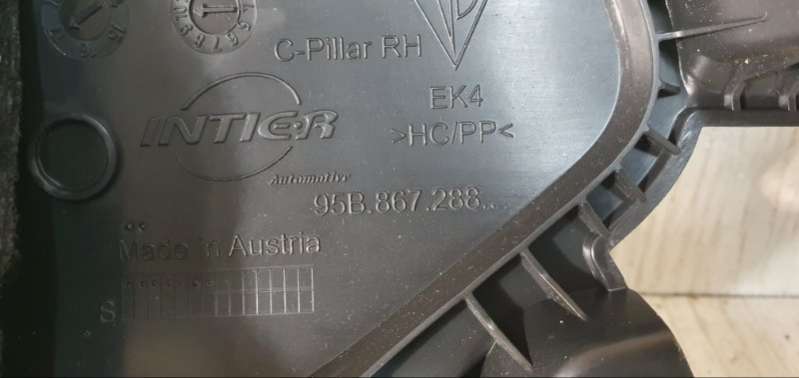 C-Pillar RH
EK4
INTIER
>HC/PP<
Automotive
95B.867.288..
Made in Austria
S